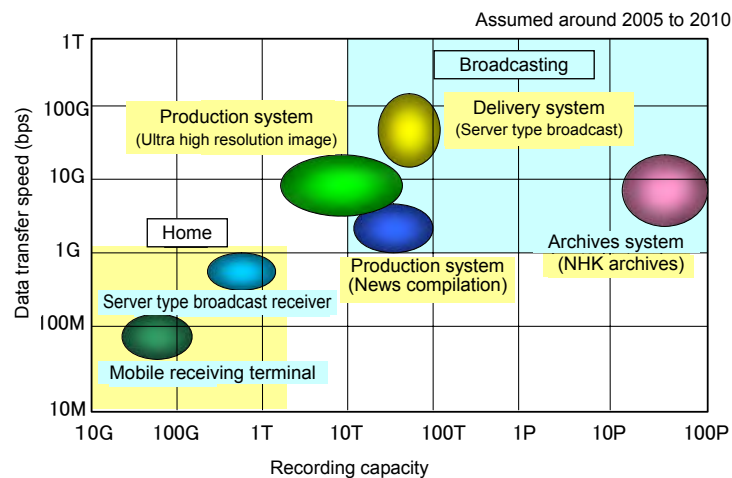 Assumed around 2005 to 2010
1T
Broadcasting
100G
Production system
(Ultra high resolution image)
Delivery system
(Server type broadcast)
Data transfer speed (bps)
10G
Home
1G
Archives system
(NHK archives)
Production system
(News compilation)
Server type broadcast receiver
100M
Mobile receiving terminal
10M
10G 100G 1T 10T 100T 1P 10P 100P
Recording capacity